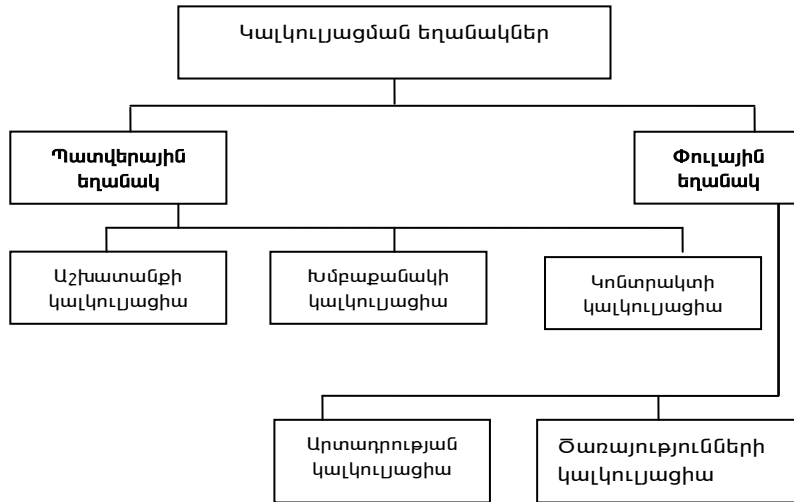 Կալկուլյացման եղանակներ
Պատվերային
եղանակ
Փուլային
եղանակ
Աշխատանքի
կալկուլյացիա
Խմբաքանակի
կալկուլյացիա
Կոնտրակտի
կալկուլյացիա
Արտադրության
կալկուլյացիա
Ծառայությունների
կալկուլյացիա